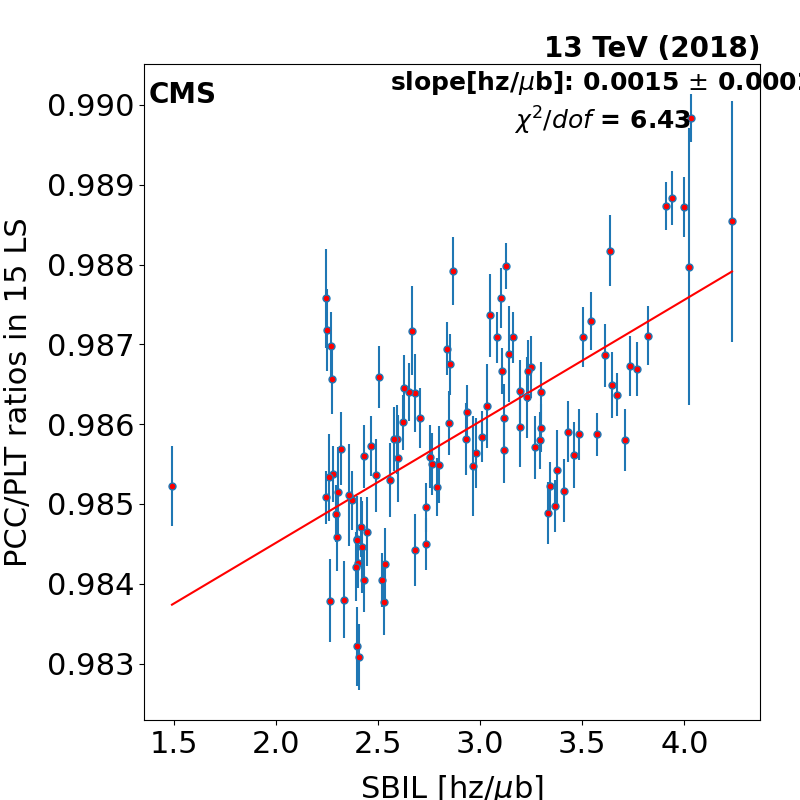 13 TeV (2018)
CMS
slope[hz/μb]: 0.0015 ± 0.000
χ²/dof = 6.43
0.990
0.989
0.988
0.987
0.986
0.985
0.984
0.983
PCC/PLT ratios in 15 LS
1.5 2.0 2.5 3.0 3.5 4.0
SBIL [hz/μb]